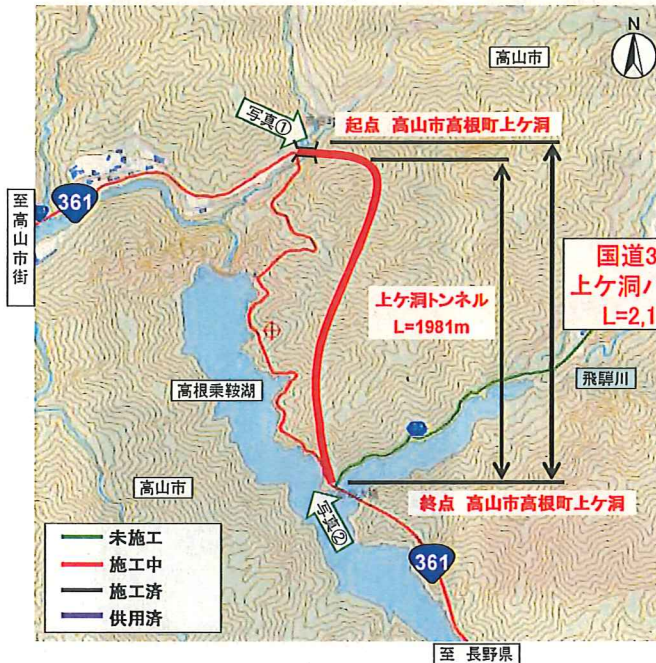 N
高山市
写真①
起点 高山市高根町上ケ洞
361
至高山市街
国道3
上ケ洞バ
L=2,1
上ケ洞トンネル
L=1981m
飛騨川
高根乗鞍湖
高山市
終点 高山市高根町上ケ洞
写真②
未施工
施工中
施工済
供用済
361
至 長野県